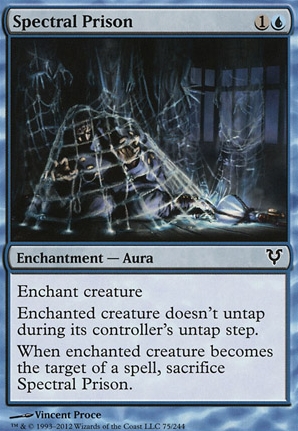 Spectral Prison 1
Enchantment — Aura
Enchant creature
Enchanted creature doesn't untap
during its controller's untap step.
When enchanted creature becomes
the target of a spell, sacrifice
Spectral Prison.
Vincent Proce
™ & © 1993–2012 Wizards of the Coast LLC 75/244